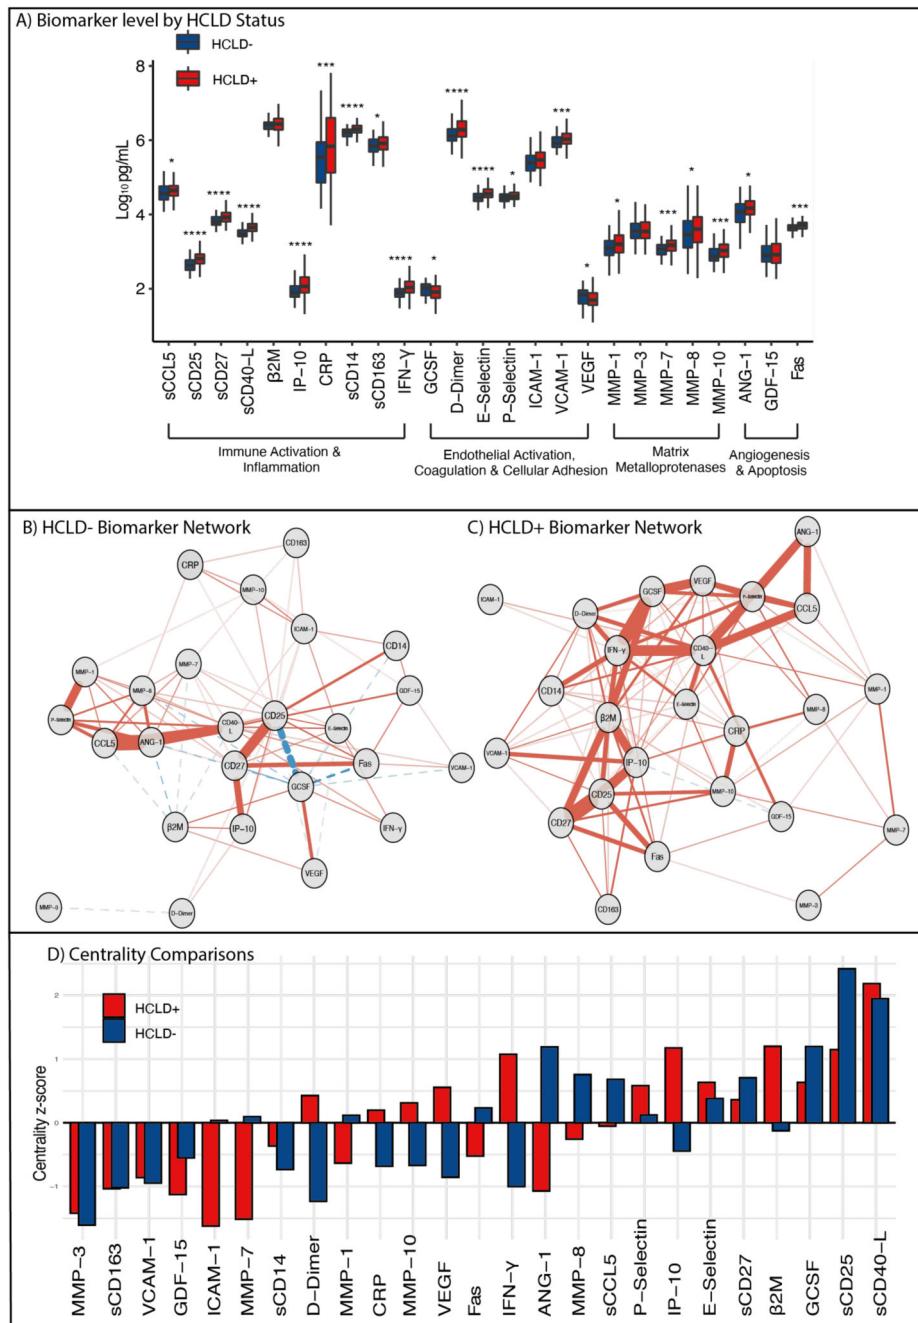 A) Biomarker level by HCLD Status
HCLD-
HCLD+
Log10 pg/mL
8
6
4
2
*
****
****
****
****
***
****
*
****
*
****
****
*
***
*
*
***
*
***
*
***
sCCL5
sCD25
sCD27
sCD40-L
β2M
IP-10
CRP
sCD14
sCD163
IFN-γ
GCSF
D-Dimer
E-Selectin
P-Selectin
ICAM-1
VCAM-1
VEGF
MMP-1
MMP-3
MMP-7
MMP-8
MMP-10
ANG-1
GDF-15
Fas
Immune Activation &
Inflammation
Endothelial Activation,
Coagulation & Cellular Adhesion
Matrix
Metalloprotenases
Angiogenesis
& Apoptosis
B) HCLD- Biomarker Network
CD163
CRP
MMP-10
ICAM-1
CD14
MMP-7
MMP-1
MMP-8
GDF-15
P-Selectin
CD25
CD40-
L
E-Selectin
CCL5
ANG-1
CD27
Fas
VCAM-1
GCSF
β2M
IP-10
IFN-γ
VEGF
D-Dimer
C) HCLD+ Biomarker Network
ANG-1
VEGF
GCSF
P-Selectin
ICAM-1
CCL5
D-Dimer
IFN-γ
CD40-
L
CD14
MMP-1
E-Selectin
MMP-8
β2M
CRP
VCAM-1
IP-10
CD25
MMP-10
GDF-15
CD27
MMP-7
Fas
CD163
MMP-3
D) Centrality Comparisons
HCLD+
HCLD-
Centrality z-score
2
1
0
-1
MMP-3
sCD163
VCAM-1
GDF-15
ICAM-1
MMP-7
sCD14
D-Dimer
MMP-1
CRP
MMP-10
VEGF
Fas
IFN-γ
ANG-1
MMP-8
sCCL5
P-Selectin
IP-10
E-Selectin
sCD27
β2M
GCSF
sCD25
sCD40-L